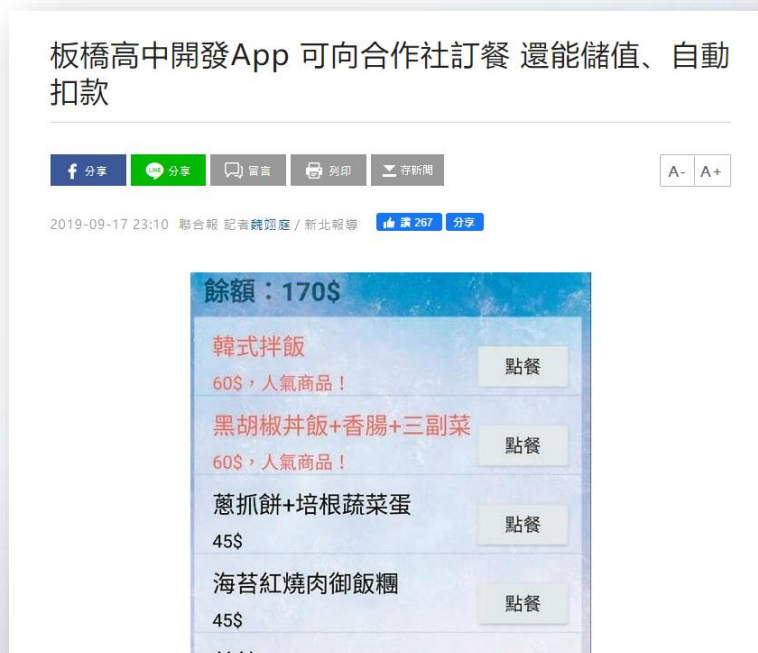 板橋高中開發App 可向合作社訂餐 還能儲值、自動
扣款
分享
LINE 分享
留言
列印
存新聞
A- A+
2019-09-17 23:10 聯合報 記者魏翊庭 / 新北報導 讚 267 分享
餘額：170$
韓式拌飯
60$，人氣商品！
點餐
黑胡椒丼飯+香腸+三副菜
60$，人氣商品！
點餐
蔥抓餅+培根蔬菜蛋
45$
點餐
海苔紅燒肉御飯糰
45$
點餐